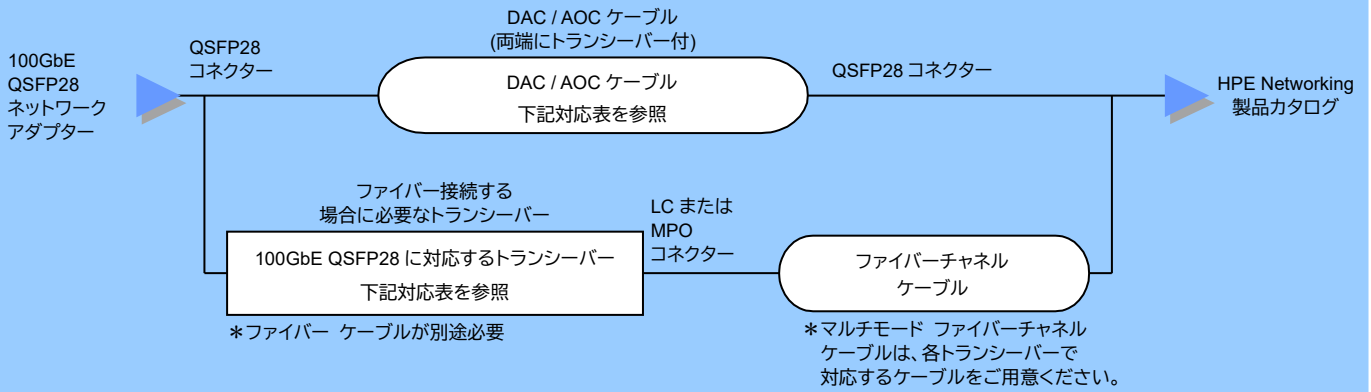 100GbE
QSFP28
ネットワーク
アダプター
QSFP28
コネクター
DAC / AOC ケーブル
(両端にトランシーバー付)
DAC / AOC ケーブル
下記対応表を参照
QSFP28 コネクター
HPE Networking
製品カタログ
ファイバー接続する
場合に必要なトランシーバー
100GbE QSFP28 に対応するトランシーバー
下記対応表を参照
＊ファイバー ケーブルが別途必要
LC または
MPO
コネクター
ファイバーチャネル
ケーブル
＊マルチモード ファイバーチャネル
ケーブルは、各トランシーバーで
対応するケーブルをご用意ください。